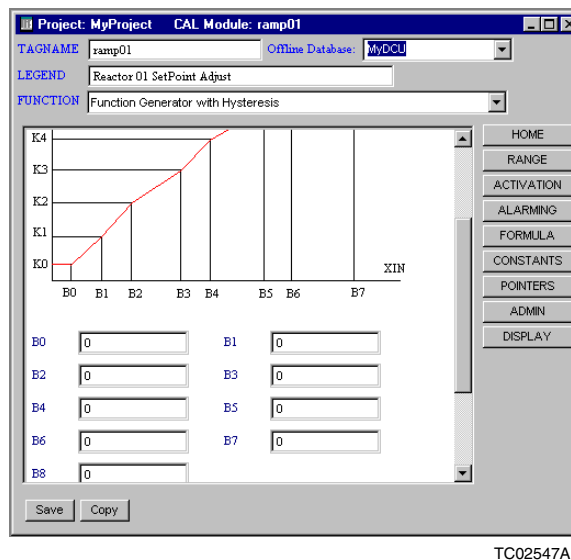 Project: MyProject CAL Module: ramp01
TAGNAME ramp01 Offline Database: MyDCU
LEGEND Reactor 01 SetPoint Adjust
FUNCTION Function Generator with Hysteresis
K4
K3
K2
K1
K0
XIN
B0 B1 B2 B3 B4 B5 B6 B7
B0 0 B1 0
B2 0 B3 0
B4 0 B5 0
B6 0 B7 0
B8 0
HOME
RANGE
ACTIVATION
ALARMING
FORMULA
CONSTANTS
POINTERS
ADMIN
DISPLAY
Save Copy
TC02547A